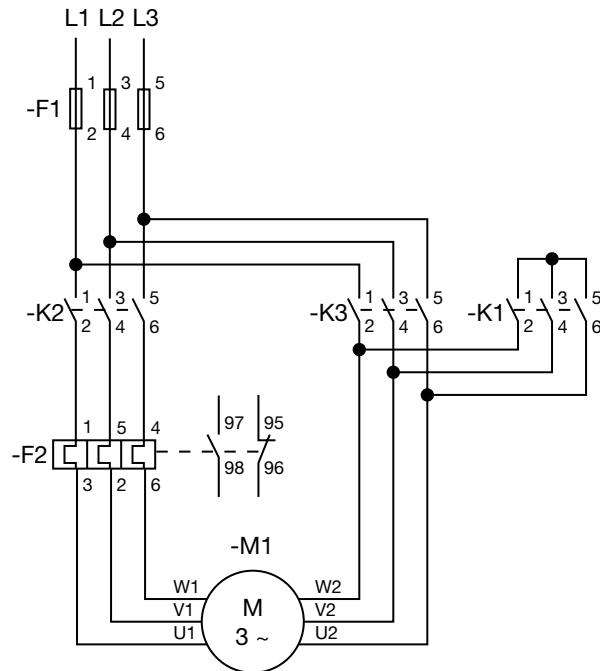 L1 L2 L3
1 3 5
-F1
2 4 6
1 3 5 1 3 5 1 3 5
-K2 -K3 -K1
2 4 6 2 4 6 2 4 6
1 5 4 97 95
-F2
98 96
3 2 6
-M1
W1 W2
M
V1 V2
3 ~
U1 U2